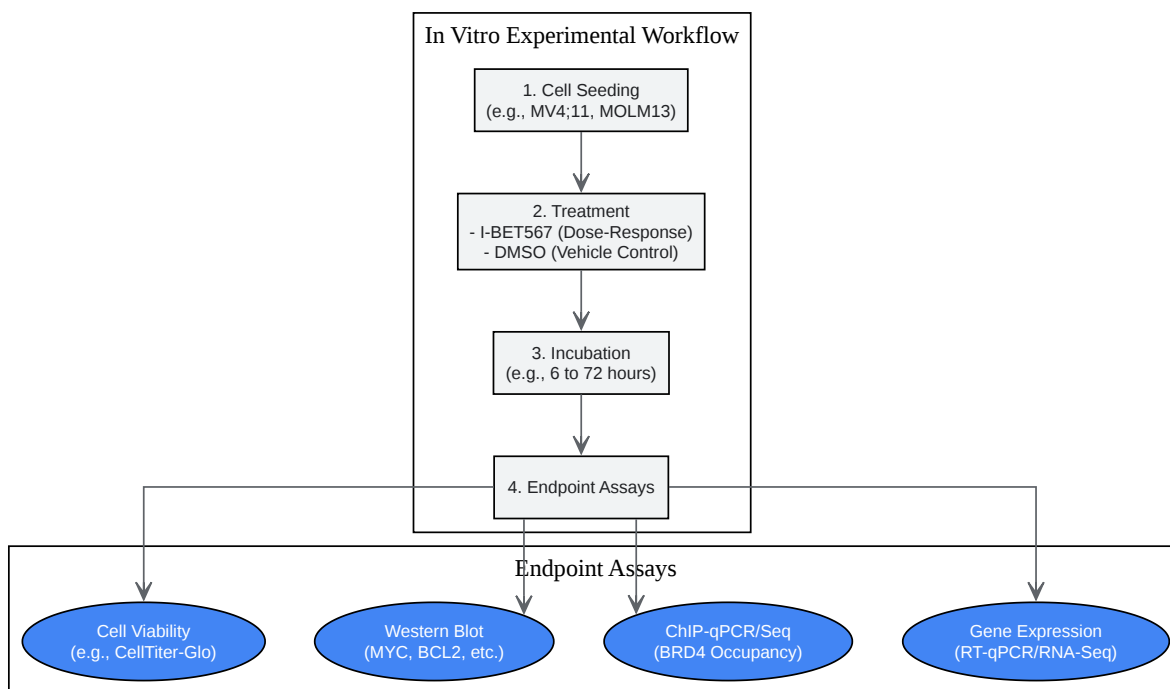 In Vitro Experimental Workflow
1. Cell Seeding
(e.g., MV4;11, MOLM13)
2. Treatment
- I-BET567 (Dose-Response)
- DMSO (Vehicle Control)
3. Incubation
(e.g., 6 to 72 hours)
4. Endpoint Assays
Endpoint Assays
Cell Viability
(e.g., CellTiter-Glo)
Western Blot
(MYC, BCL2, etc.)
ChIP-qPCR/Seq
(BRD4 Occupancy)
Gene Expression
(RT-qPCR/RNA-Seq)